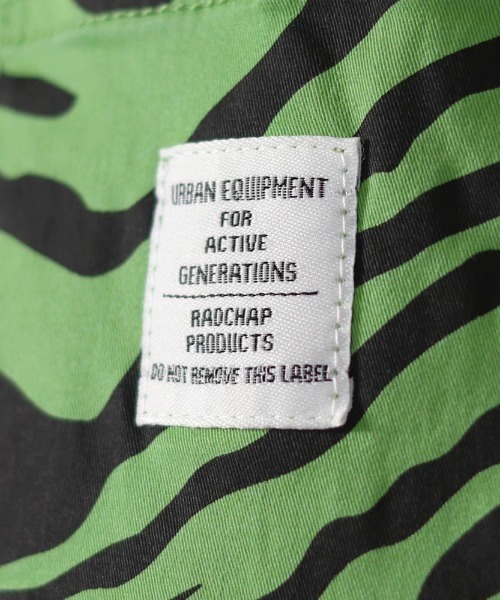 URBAN EQUIPMENT
FOR
ACTIVE
GENERATIONS
RADCHAP
PRODUCTS
DO NOT REMOVE THIS LABEL